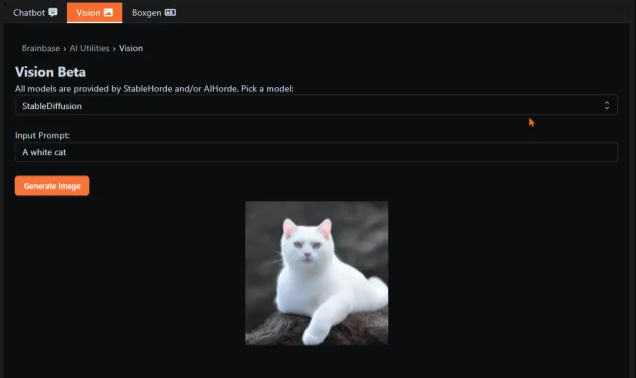 Chatbot Vision Boxgen
Brainbase › AI Utilities › Vision
Vision Beta
All models are provided by StableHorde and/or AIHorde. Pick a model:
StableDiffusion
Input Prompt:
A white cat
Generate Image